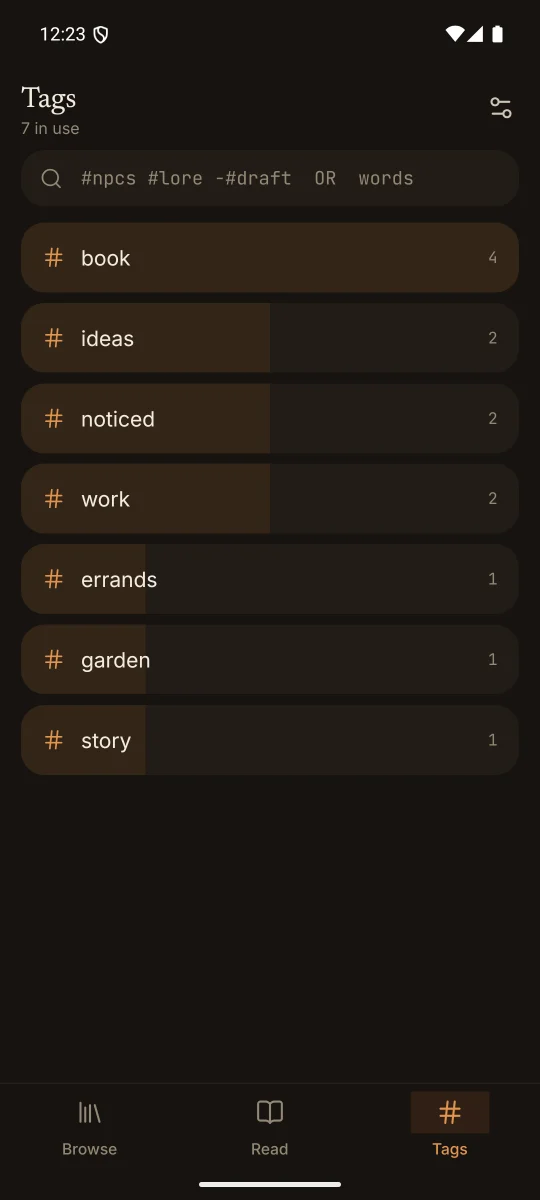 12:23
Tags
7 in use
#npcs #lore -#draft OR words
# book 4
# ideas 2
# noticed 2
# work 2
# errands 1
# garden 1
# story 1
Browse Read # Tags